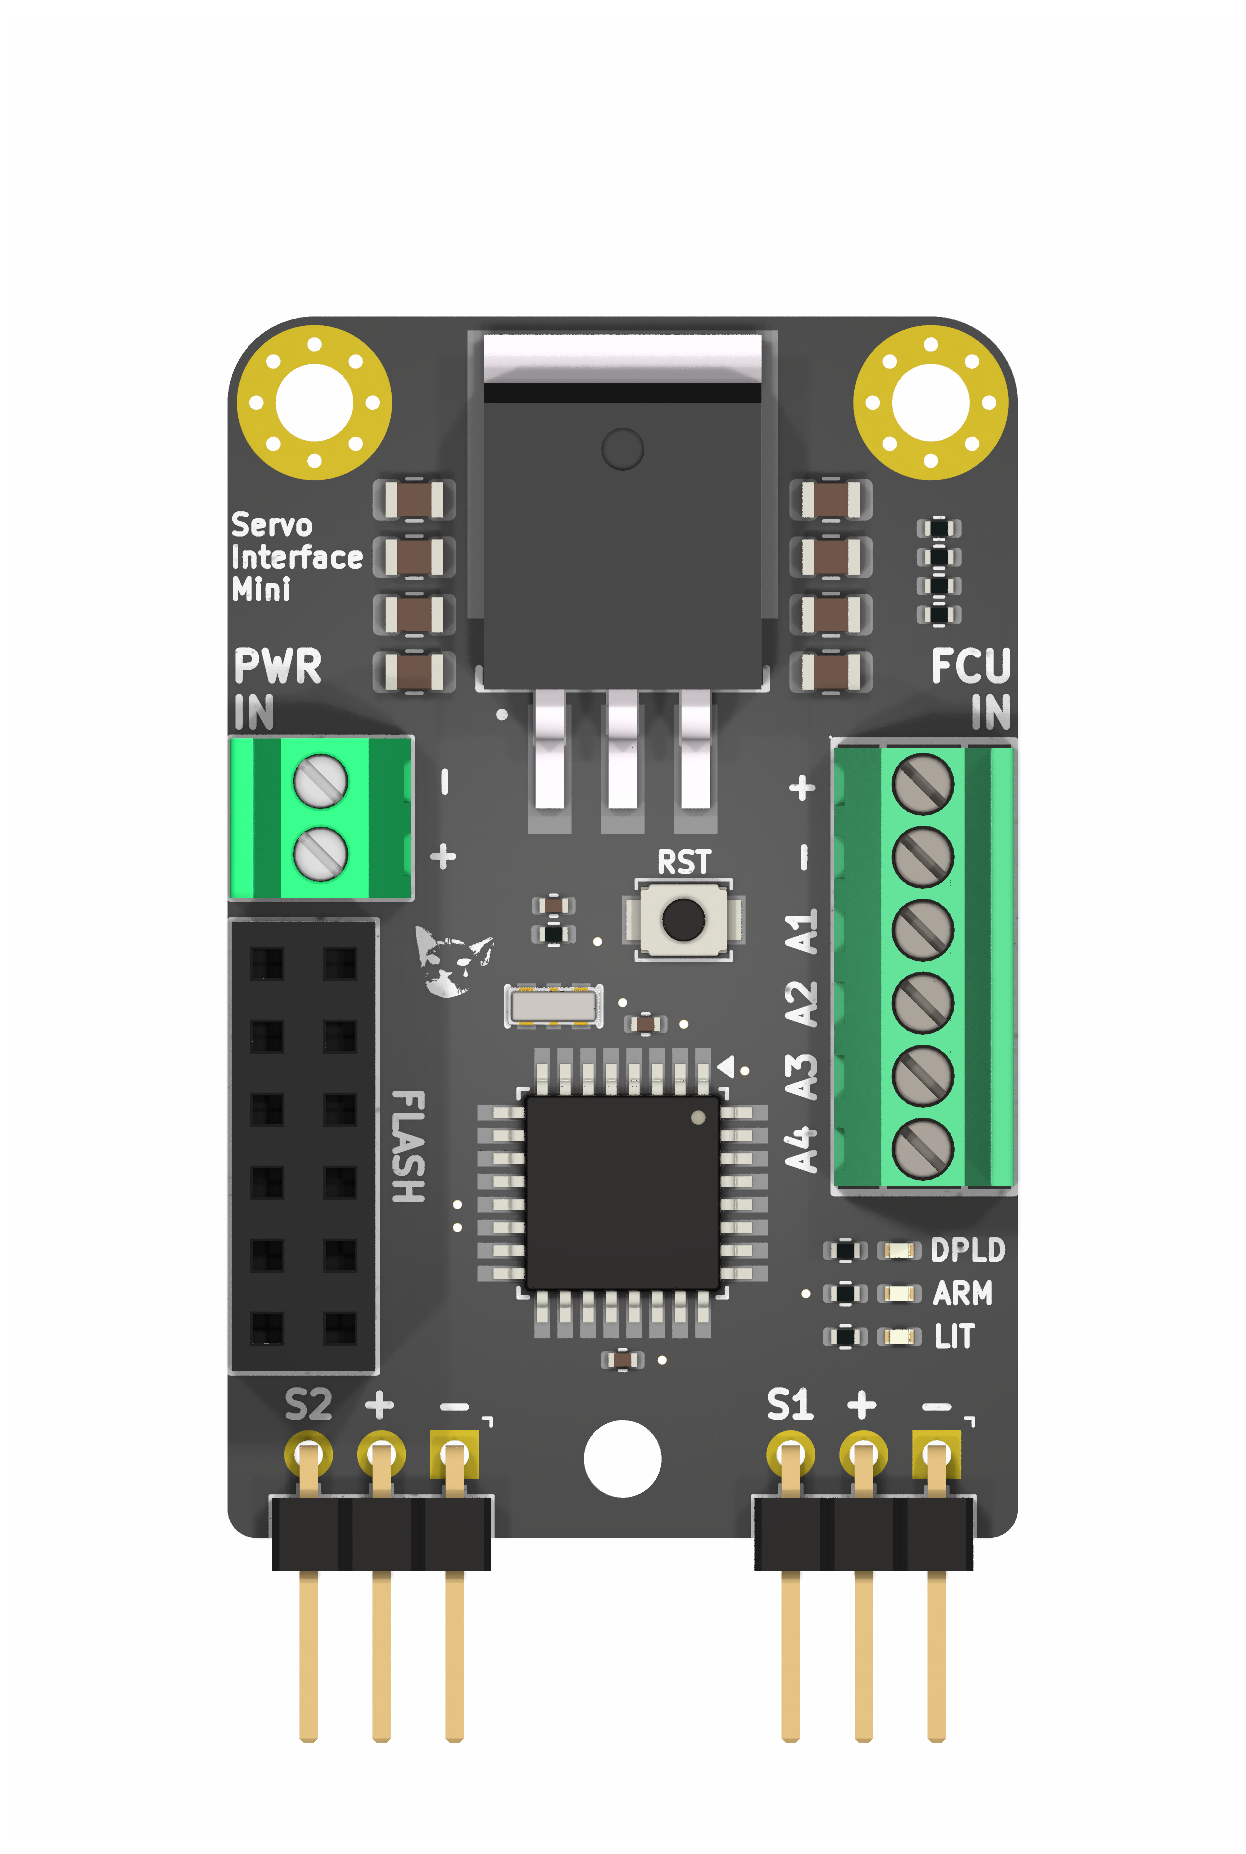 Servo
Interface
Mini
PWR
IN
FCU
IN
-
+
+
-
A1
A2
A3
A4
RST
FLASH
DPLD
ARM
LIT
S2 + -
S1 + -